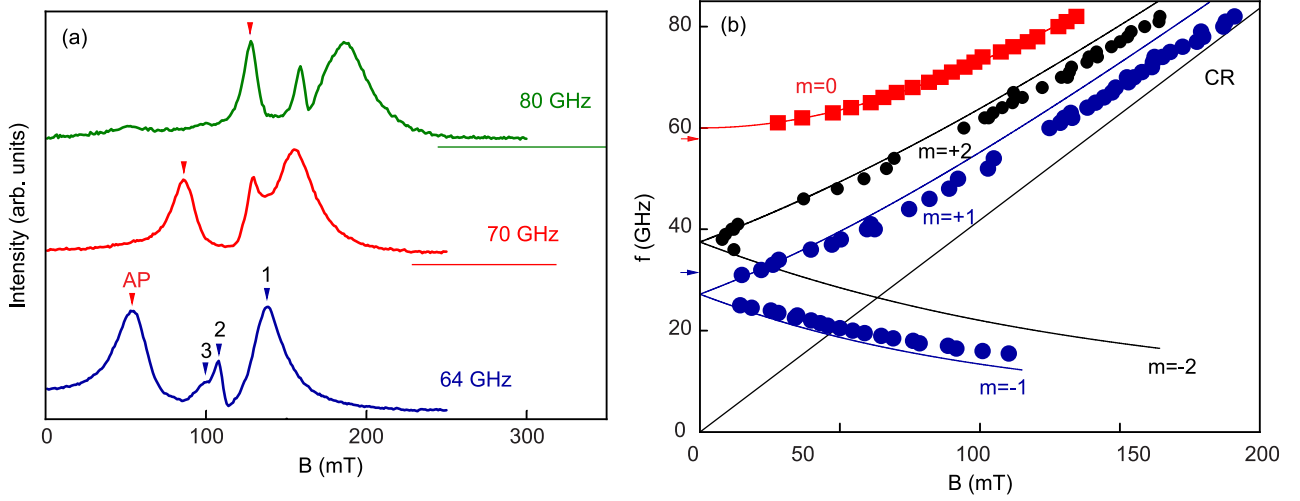 (a)
80 GHz
70 GHz
AP
1
2
3
64 GHz
Intensity (arb. units)
0 100 200 300
B (mT)
(b)
80
60
40
20
0
f (GHz)
m=0
CR
m=+2
m=+1
m=-2
m=-1
0 50 100 150 200
B (mT)